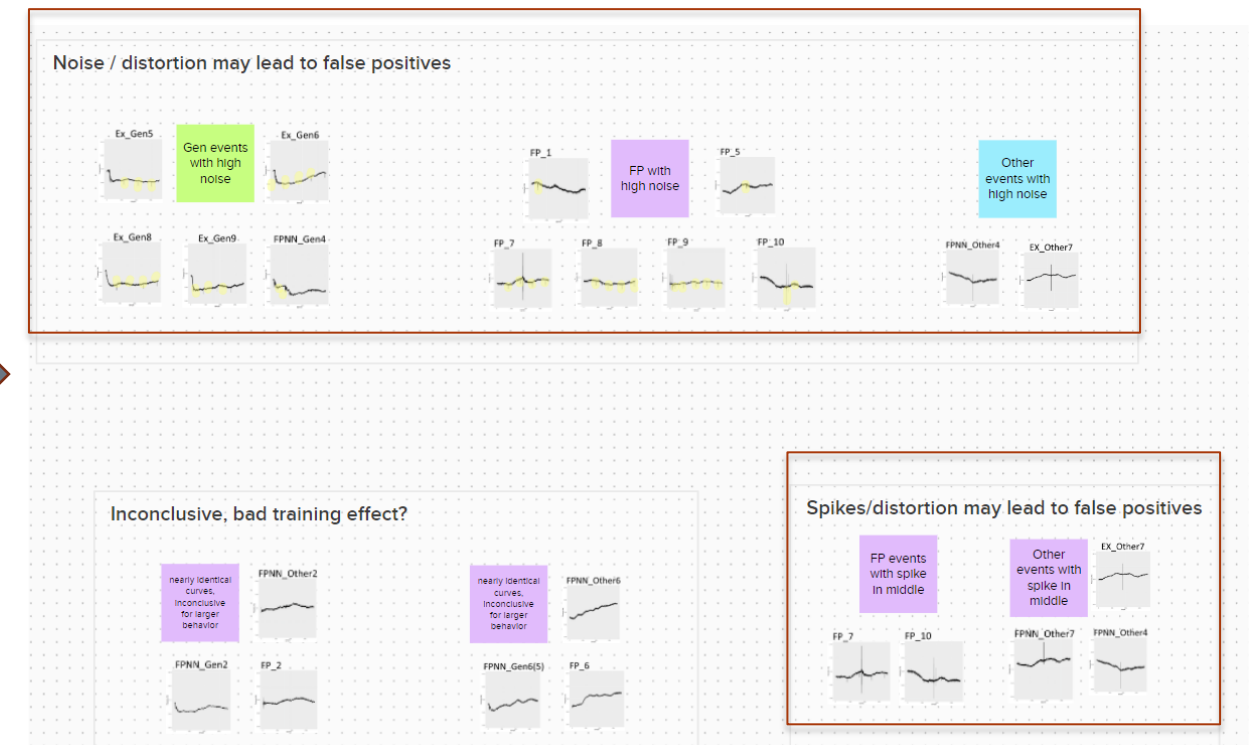 Noise / distortion may lead to false positives
Ex_Gen5
Gen events
with high
noise
Ex_Gen6
FP_1
FP with
high noise
FP_5
Other
events with
high noise
Ex_Gen8
Ex_Gen9
FPNN_Gen4
FP_7
FP_8
FP_9
FP_10
FPNN_Other4
EX_Other7
Inconclusive, bad training effect?
nearly identical
curves,
inconclusive
for larger
behavior
FPNN_Other2
nearly identical
curves,
inconclusive
for larger
behavior
FPNN_Other6
FPNN_Gen2
FP_2
FPNN_Gen6(5)
FP_6
Spikes/distortion may lead to false positives
FP events
with spike
in middle
Other
events with
spike in
middle
EX_Other7
FP_7
FP_10
FPNN_Other7
FPNN_Other4